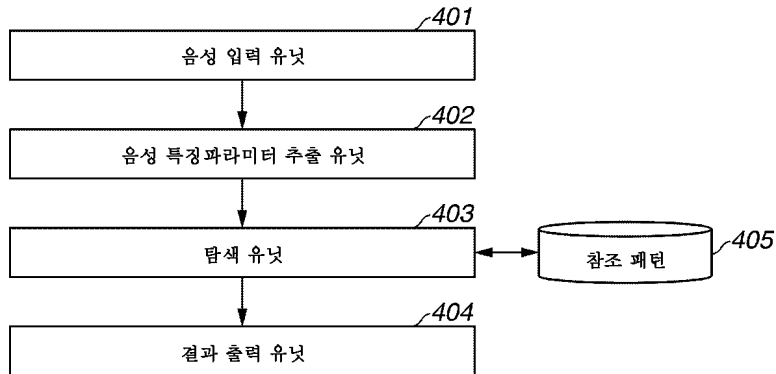 401
음성 입력 유닛
402
음성 특징파라미터 추출 유닛
403
탐색 유닛
참조 패턴
405
404
결과 출력 유닛